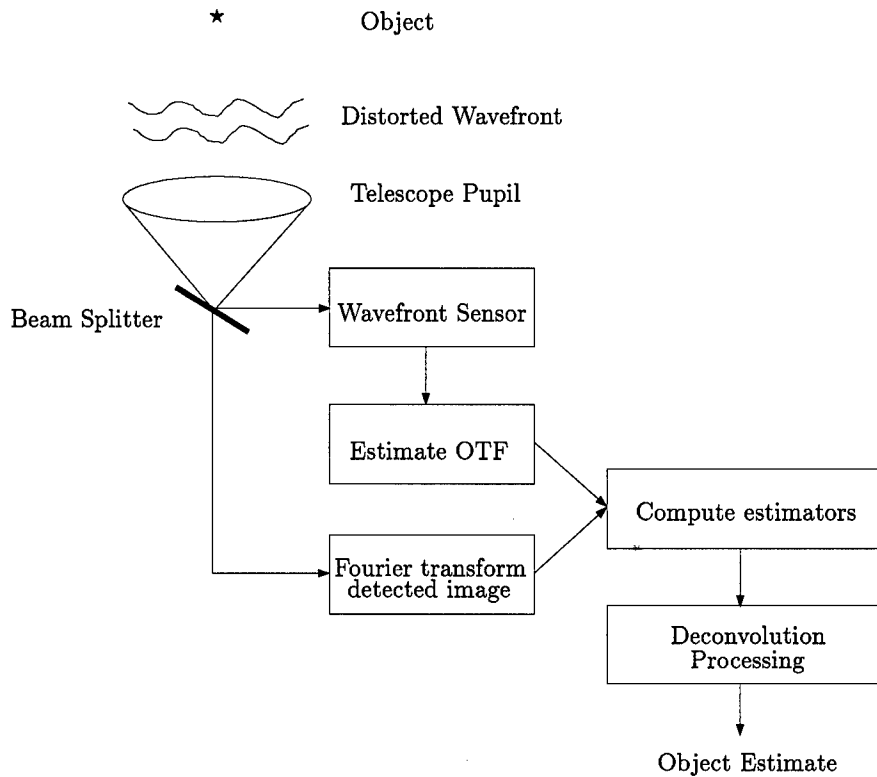 Object
Distorted Wavefront
Telescope Pupil
Beam Splitter
Wavefront Sensor
Estimate OTF
Compute estimators
Fourier transform
detected image
Deconvolution
Processing
Object Estimate